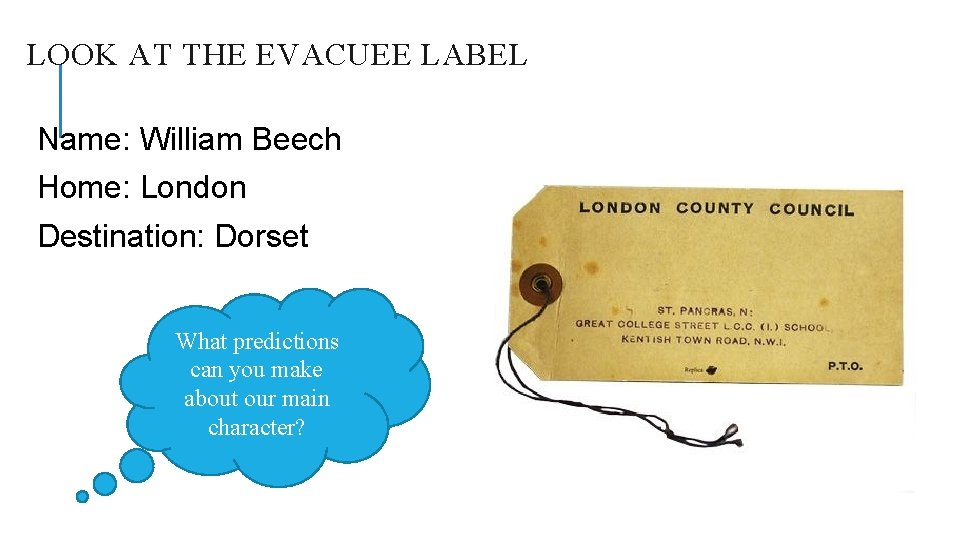 LOOK AT THE EVACUEE LABEL
Name: William Beech
Home: London
Destination: Dorset
What predictions
can you make
about our main
character?
LONDON COUNTY COUNCIL
ST. PANCRAS, N:
GREAT COLLEGE STREET L.C.C. (I.) SCHOOL,
KENTISH TOWN ROAD, N.W.I.
Replica
P.T.O.